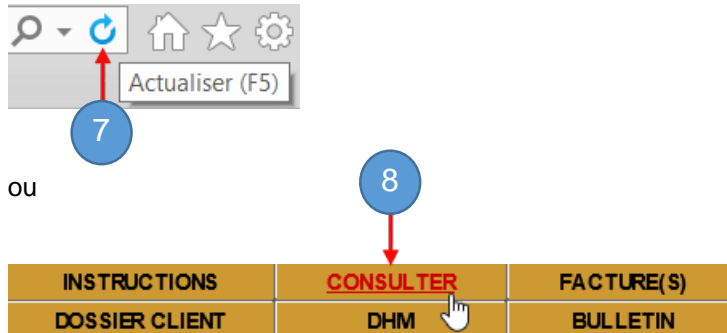 Actualiser (F5)
7
ou
8
INSTRUCTIONS CONSULTER FACTURE(S)
DOSSIER CLIENT DHM BULLETIN